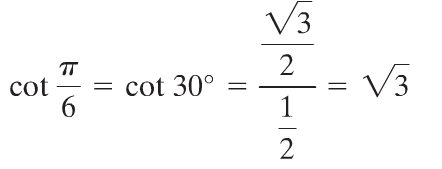 cot π/6 = cot 30° = (√3/2)/(1/2) = √3